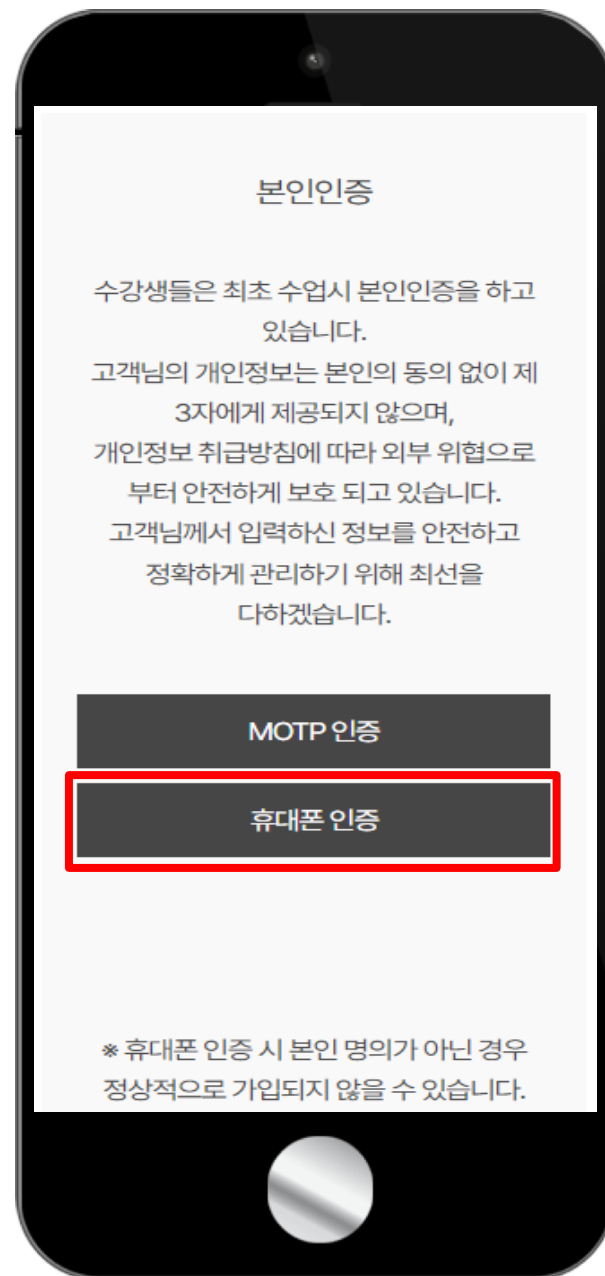 본인인증
수강생들은 최초 수업시 본인인증을 하고
있습니다.
고객님의 개인정보는 본인의 동의 없이 제
3자에게 제공되지 않으며,
개인정보 취급방침에 따라 외부 위협으로
부터 안전하게 보호 되고 있습니다.
고객님께서 입력하신 정보를 안전하고
정확하게 관리하기 위해 최선을
다하겠습니다.
MOTP 인증
휴대폰 인증
※ 휴대폰 인증 시 본인 명의가 아닌 경우
정상적으로 가입되지 않을 수 있습니다.